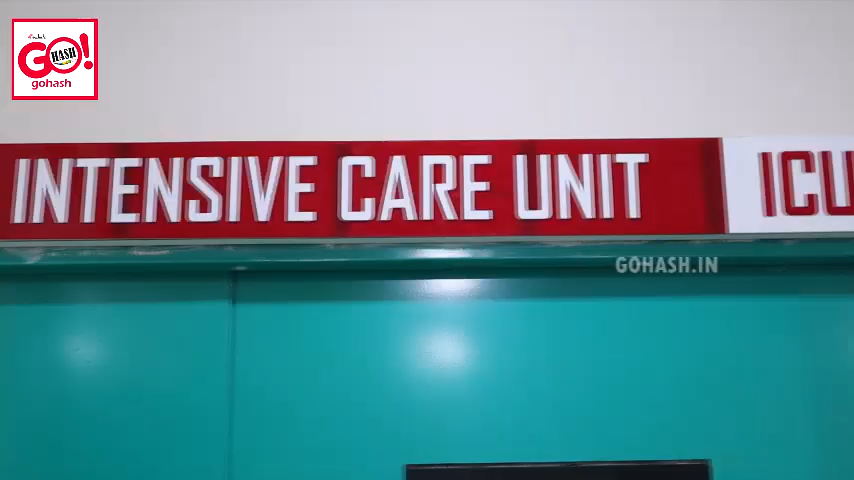 GO!
HASH
gohash
INTENSIVE CARE UNIT
ICU
GOHASH.IN